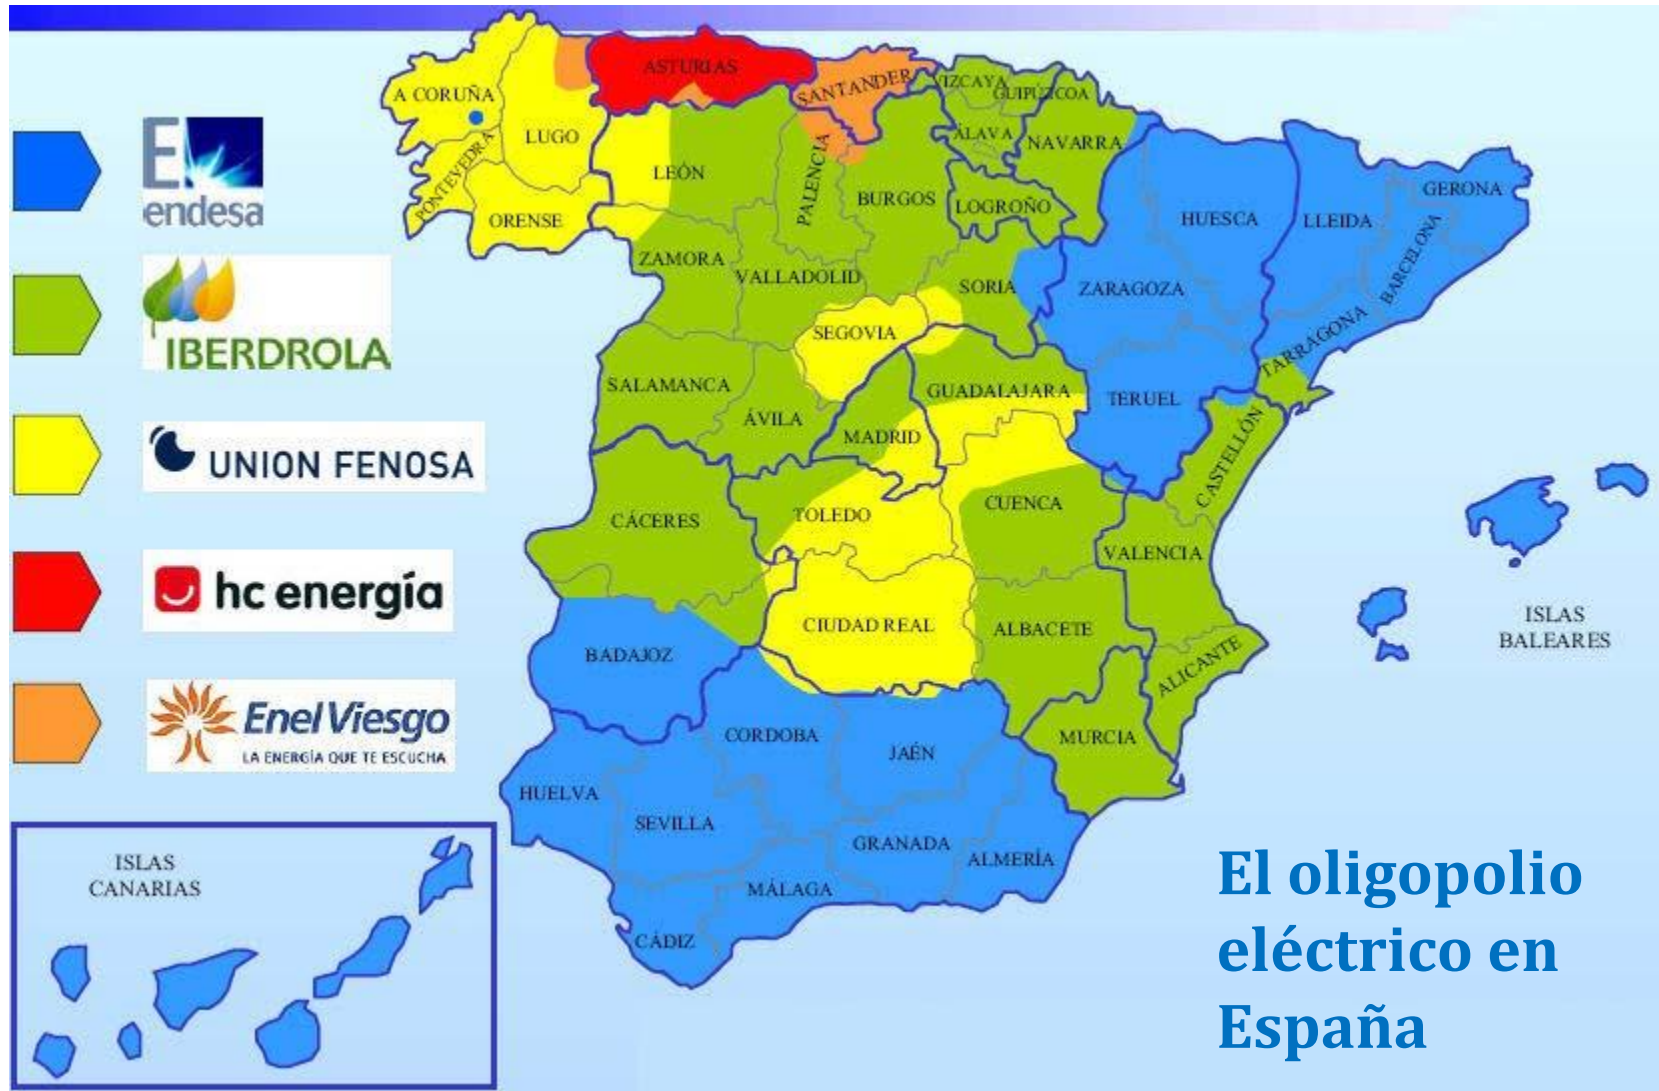 endesa
IBERDROLA
UNION FENOSA
hc energía
Enel Viesgo
LA ENERGÍA QUE TE ESCUCHA
A CORUÑA
LUGO
PONTEVEDRA
ORENSE
ASTURIAS
SANTANDER
VIZCAYA
GUIPÚZCOA
ÁLAVA
NAVARRA
LEÓN
PALENCIA
BURGOS
LOGROÑO
HUESCA
LLEIDA
GERONA
BARCELONA
ZAMORA
VALLADOLID
SORIA
ZARAGOZA
TARRAGONA
SEGOVIA
SALAMANCA
ÁVILA
GUADALAJARA
TERUEL
MADRID
CASTELLÓN
CÁCERES
TOLEDO
CUENCA
VALENCIA
BADAJOZ
CIUDAD REAL
ALBACETE
ALICANTE
ISLAS
BALEARES
CORDOBA
JAÉN
MURCIA
HUELVA
SEVILLA
GRANADA
ALMERÍA
MÁLAGA
CÁDIZ
ISLAS
CANARIAS
El oligopolio
eléctrico en
España